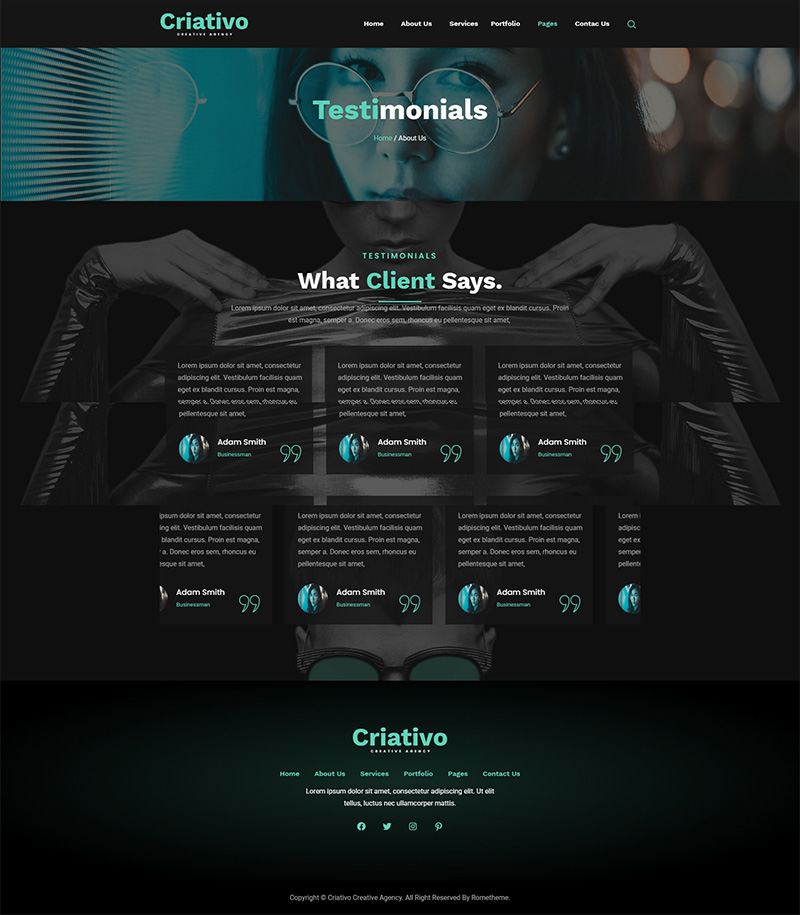 Criativo
CREATIVE AGENCY
Home About Us Services Portfolio Pages Contac Us
Testimonials
Home / About Us
TESTIMONIALS
What Client Says.
Lorem ipsum dolor sit amet, consectetur adipiscing elit. Vestibulum facilisis quam eget ex blandit cursus. Proin
est magna, semper a. Donec eros sem, rhoncus eu pellentesque sit amet,
Lorem ipsum dolor sit amet, consectetur
adipiscing elit. Vestibulum facilisis quam
eget ex blandit cursus. Proin est magna,
semper a. Donec eros sem, rhoncus eu
pellentesque sit amet,
Adam Smith
Businessman
Lorem ipsum dolor sit amet, consectetur
adipiscing elit. Vestibulum facilisis quam
eget ex blandit cursus. Proin est magna,
semper a. Donec eros sem, rhoncus eu
pellentesque sit amet,
Adam Smith
Businessman
Lorem ipsum dolor sit amet, consectetur
adipiscing elit. Vestibulum facilisis quam
eget ex blandit cursus. Proin est magna,
semper a. Donec eros sem, rhoncus eu
pellentesque sit amet,
Adam Smith
Businessman
ipsum dolor sit amet, consectetur
ing elit. Vestibulum facilisis quam
blandit cursus. Proin est magna,
r a. Donec eros sem, rhoncus eu
esque sit amet,
Adam Smith
Businessman
Lorem ipsum dolor sit amet, consectetur
adipiscing elit. Vestibulum facilisis quam
eget ex blandit cursus. Proin est magna,
semper a. Donec eros sem, rhoncus eu
pellentesque sit amet,
Adam Smith
Businessman
Lorem ipsum dolor sit amet, consectetur
adipiscing elit. Vestibulum facilisis quam
eget ex blandit cursus. Proin est magna,
semper a. Donec eros sem, rhoncus eu
pellentesque sit amet,
Adam Smith
Businessman
Lorem i
adipisc
eget ex
semper
pellent
Criativo
CREATIVE AGENCY
Home About Us Services Portfolio Pages Contact Us
Lorem ipsum dolor sit amet, consectetur adipiscing elit. Ut elit
tellus, luctus nec ullamcorper mattis.
Copyright © Criativo Creative Agency. All Right Reserved By Rometheme.